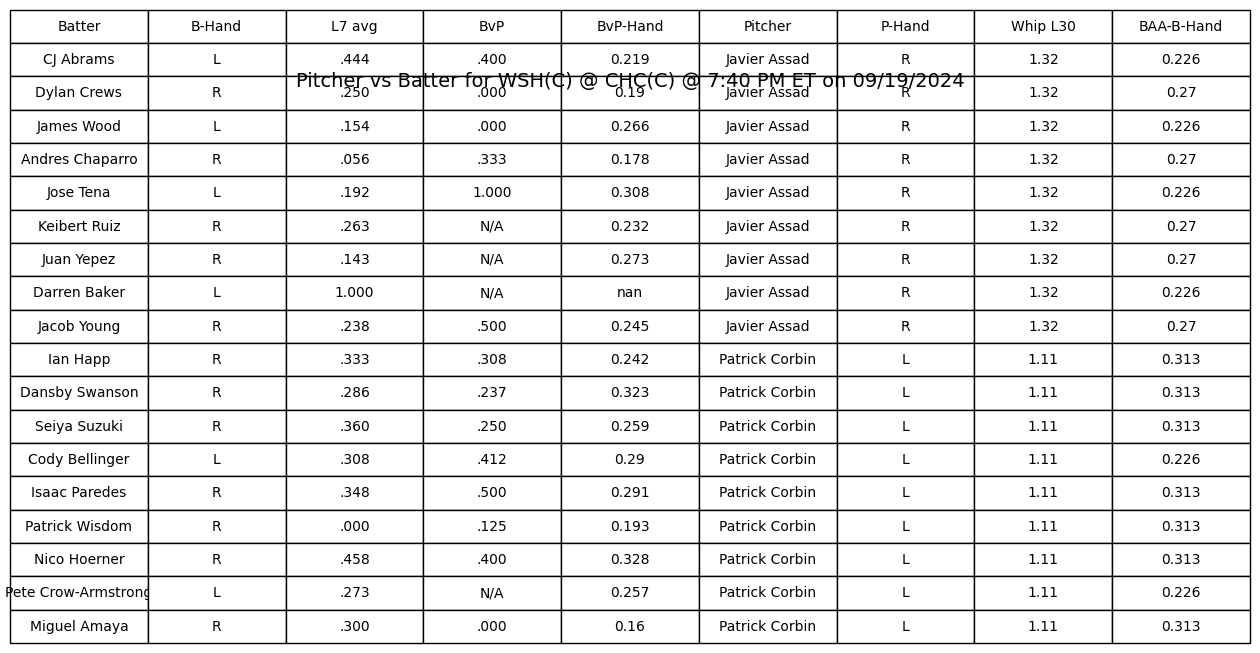 Batter B-Hand L7 avg BvP BvP-Hand Pitcher P-Hand Whip L30 BAA-B-Hand
CJ Abrams L .444 .400 0.219 Javier Assad R 1.32 0.226
Pitcher vs Batter for WSH(C) @ CHC(C) @ 7:40 PM ET on 09/19/2024
Dylan Crews R .250 .000 0.19 Javier Assad R 1.32 0.27
James Wood L .154 .000 0.266 Javier Assad R 1.32 0.226
Andres Chaparro R .056 .333 0.178 Javier Assad R 1.32 0.27
Jose Tena L .192 1.000 0.308 Javier Assad R 1.32 0.226
Keibert Ruiz R .263 N/A 0.232 Javier Assad R 1.32 0.27
Juan Yepez R .143 N/A 0.273 Javier Assad R 1.32 0.27
Darren Baker L 1.000 N/A nan Javier Assad R 1.32 0.226
Jacob Young R .238 .500 0.245 Javier Assad R 1.32 0.27
Ian Happ R .333 .308 0.242 Patrick Corbin L 1.11 0.313
Dansby Swanson R .286 .237 0.323 Patrick Corbin L 1.11 0.313
Seiya Suzuki R .360 .250 0.259 Patrick Corbin L 1.11 0.313
Cody Bellinger L .308 .412 0.29 Patrick Corbin L 1.11 0.226
Isaac Paredes R .348 .500 0.291 Patrick Corbin L 1.11 0.313
Patrick Wisdom R .000 .125 0.193 Patrick Corbin L 1.11 0.313
Nico Hoerner R .458 .400 0.328 Patrick Corbin L 1.11 0.313
Pete Crow-Armstrong L .273 N/A 0.257 Patrick Corbin L 1.11 0.226
Miguel Amaya R .300 .000 0.16 Patrick Corbin L 1.11 0.313